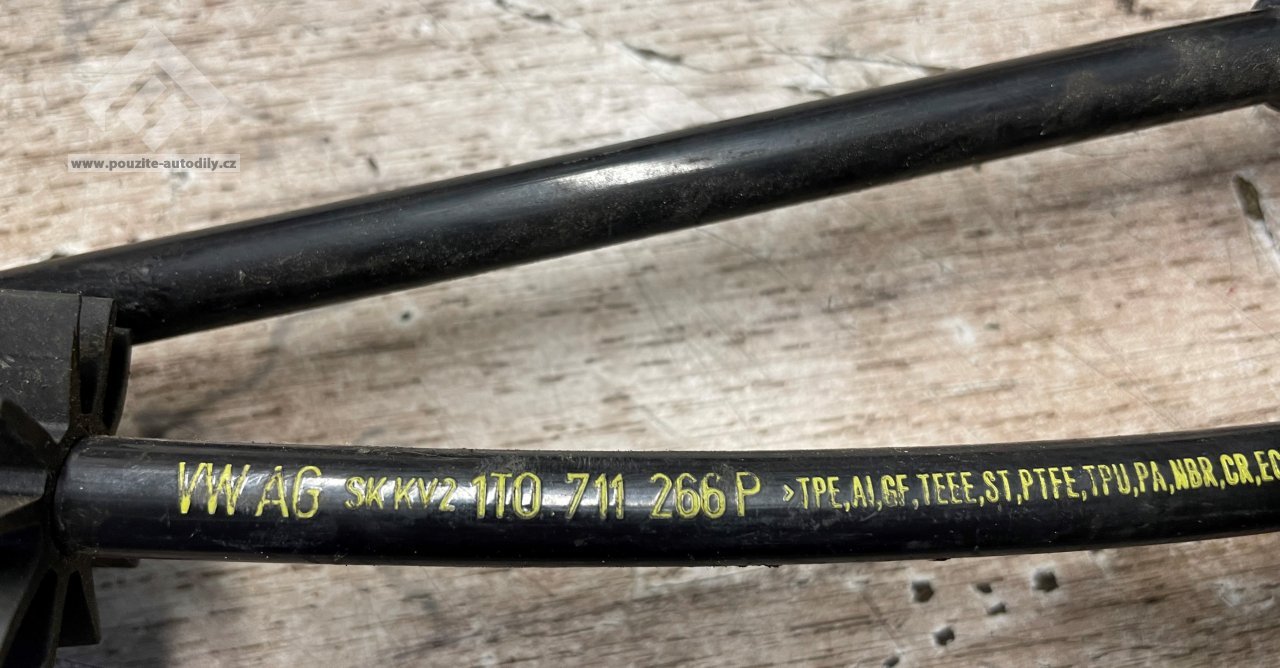 www.pouzite-autodily.cz
VW AG SK KV2 1T0 711 266 P >TPE,Al,GF,TEEE,ST,PTFE,TPU,PA,NBR,CR,EC